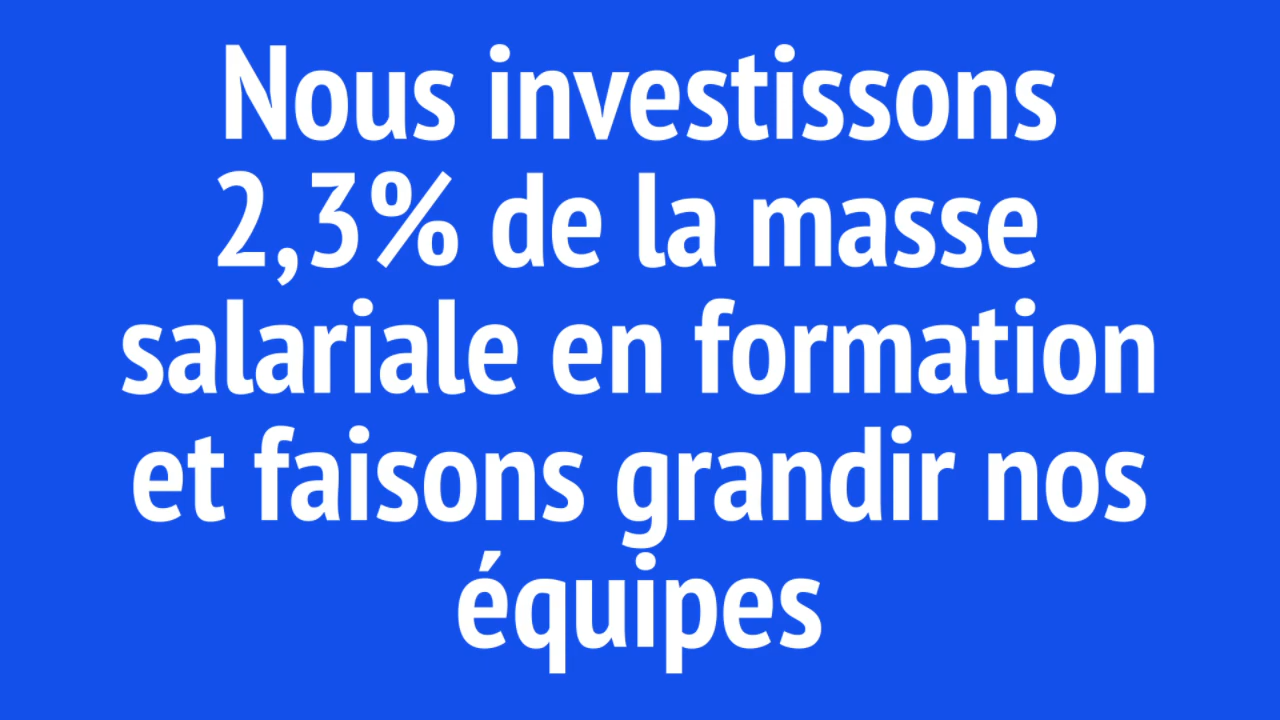 Nous investissons
2,3% de la masse
salariale en formation
et faisons grandir nos
équipes